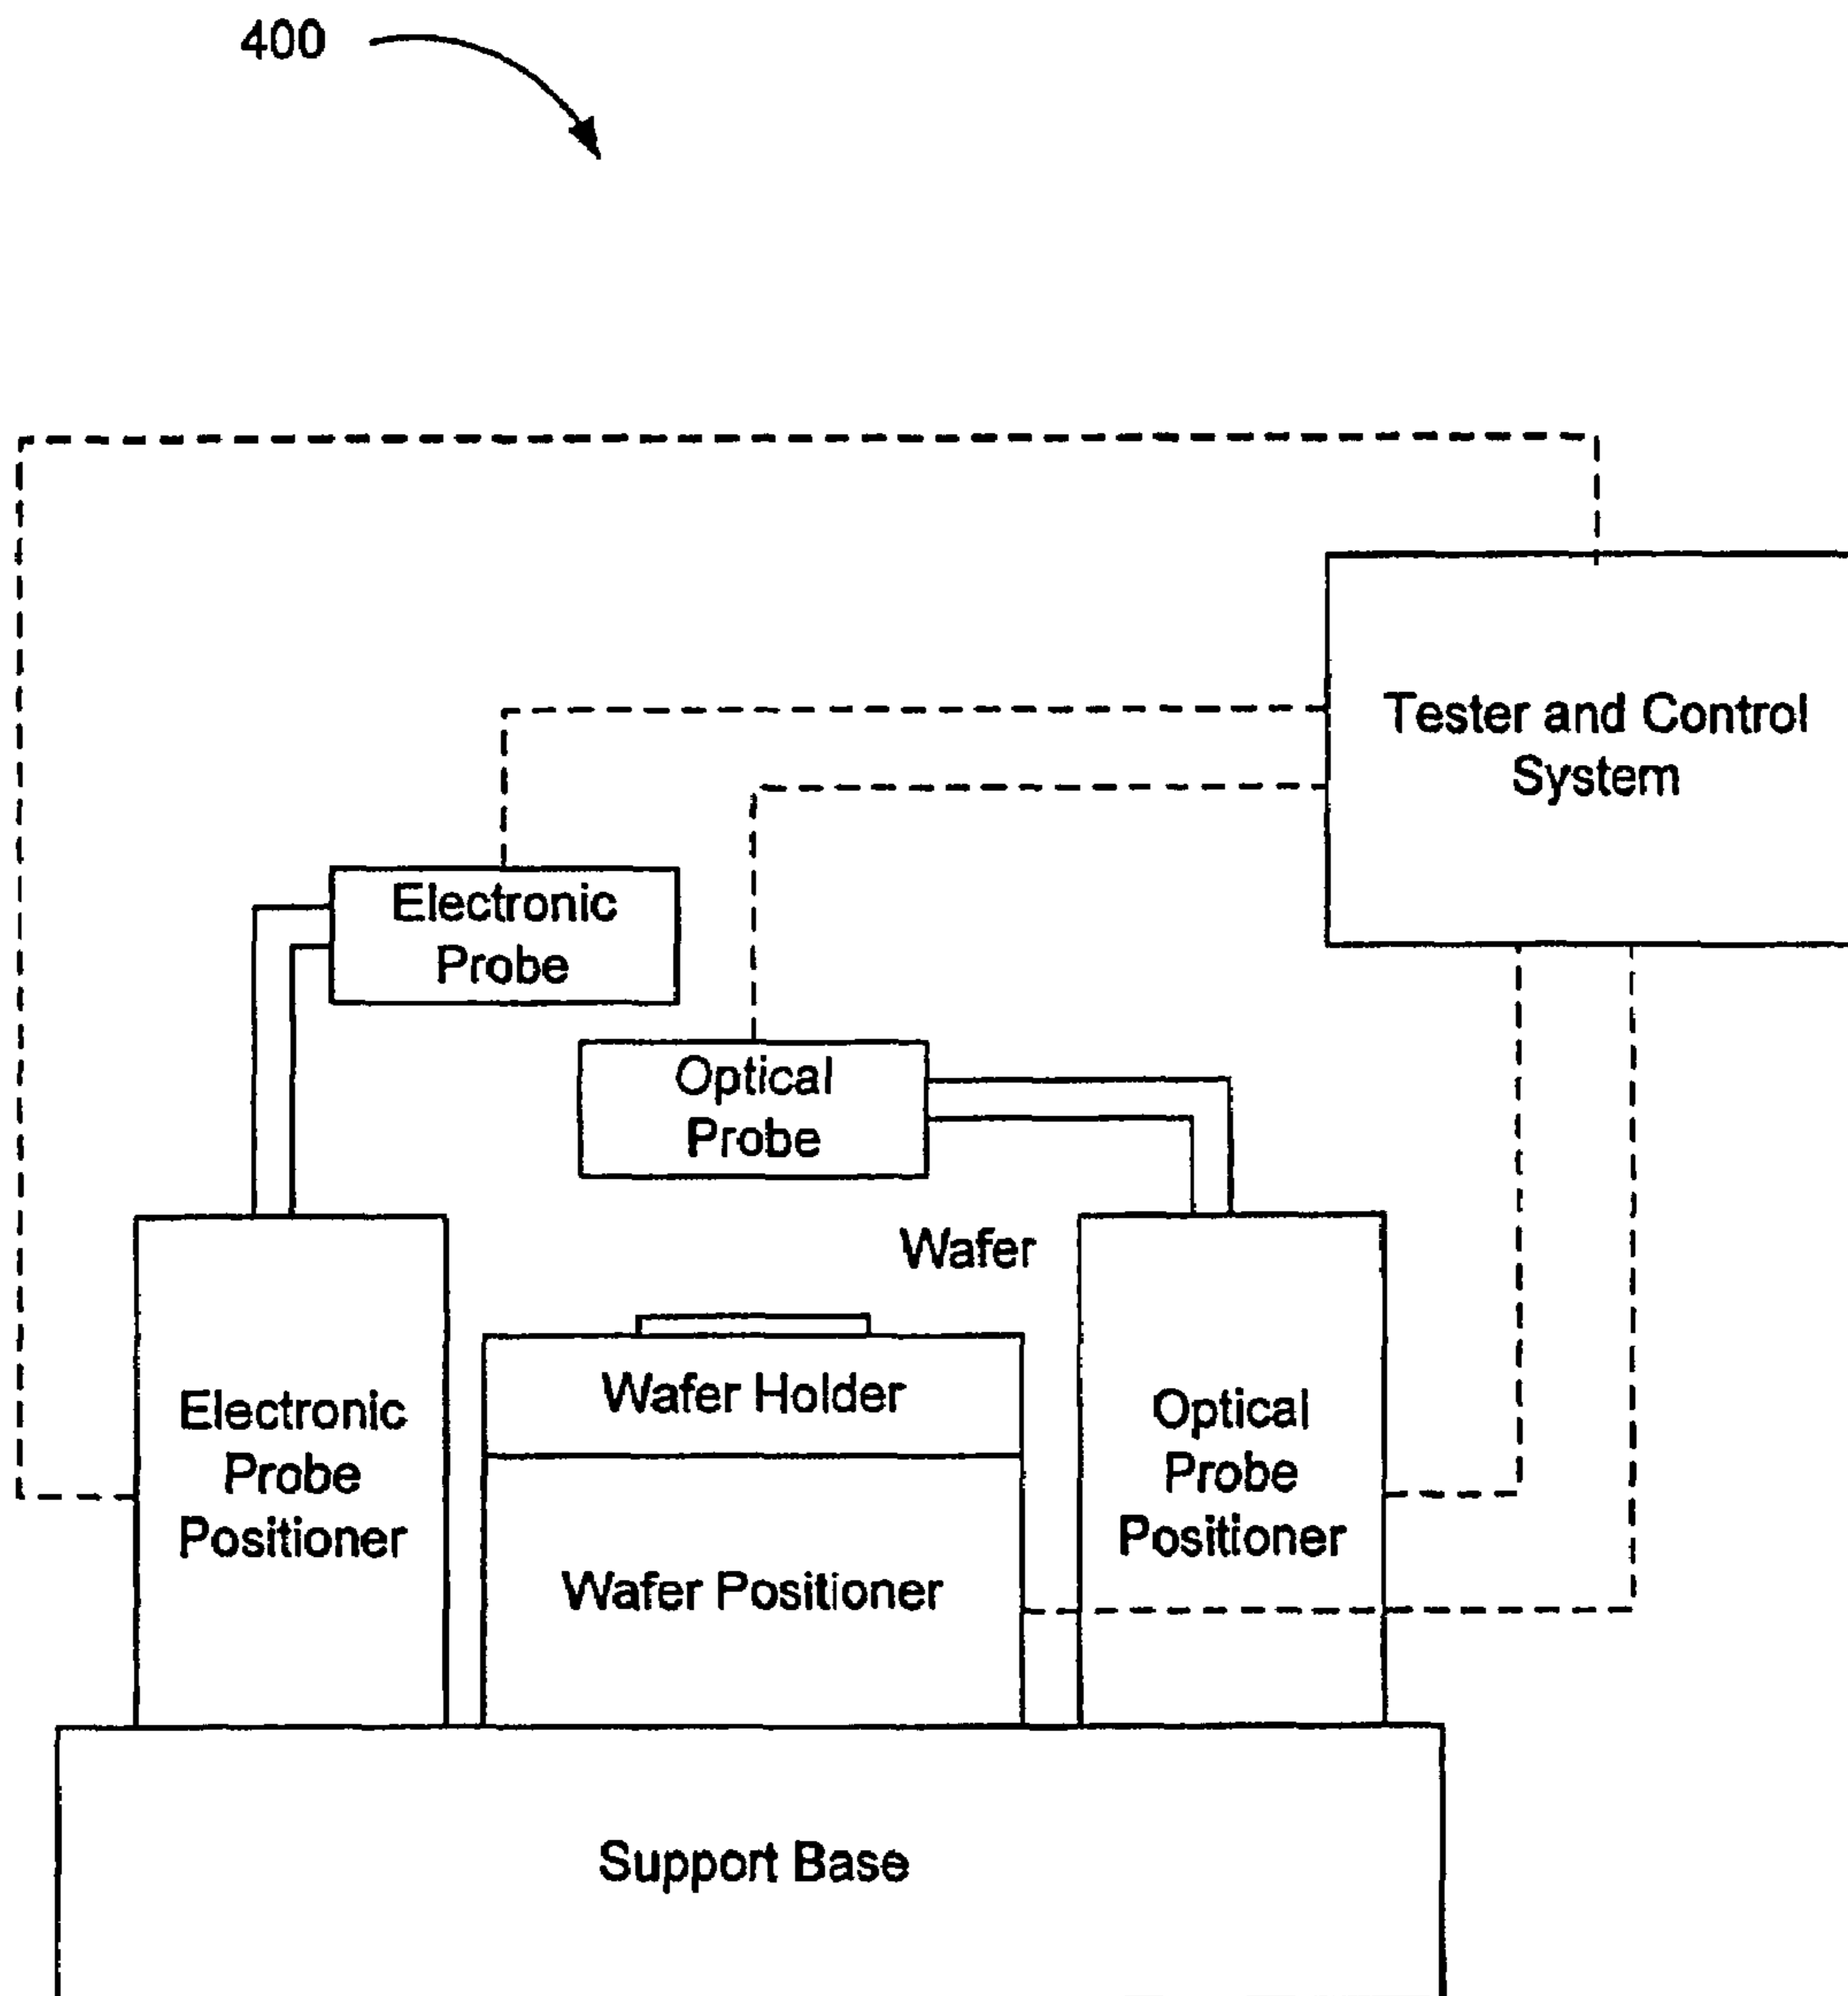 400
Tester and Control
System
Electronic
Probe
Optical
Probe
Wafer
Electronic
Probe
Positioner
Wafer Holder
Wafer Positioner
Optical
Probe
Positioner
Support Base